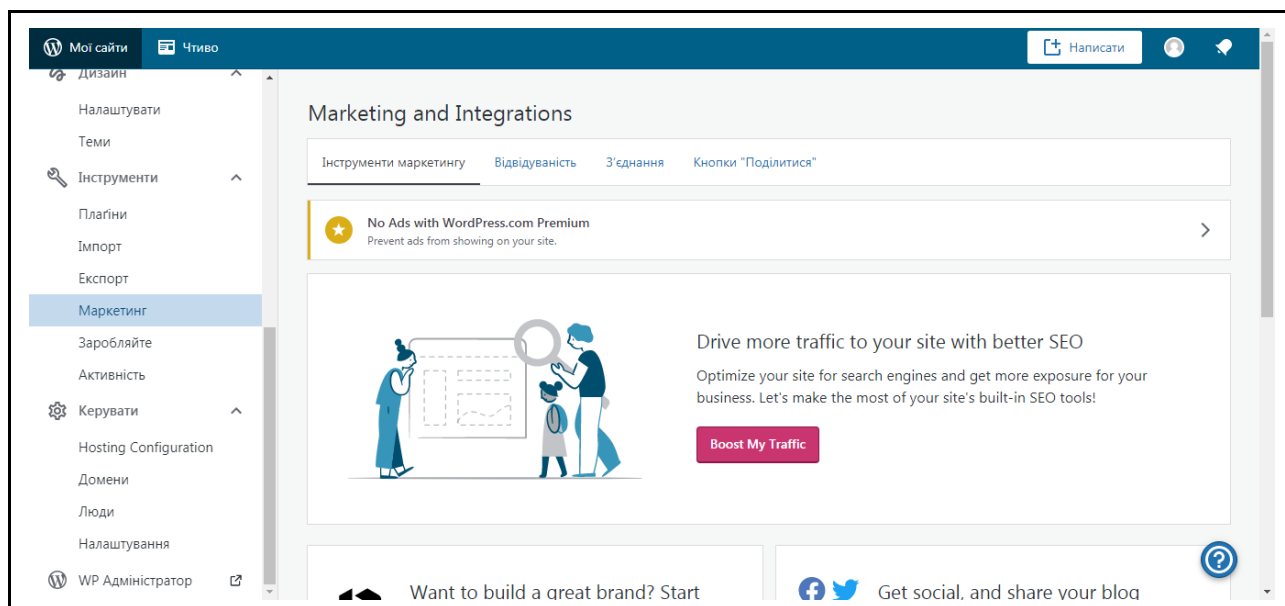 Мої сайти
Чтиво
Написати
Дизайн
Налаштувати
Теми
Інструменти
Плаґіни
Імпорт
Експорт
Маркетинг
Заробляйте
Активність
Керувати
Hosting Configuration
Домени
Люди
Налаштування
WP Адміністратор
Marketing and Integrations
Інструменти маркетингу Відвідуваність З'єднання Кнопки "Поділитися"
No Ads with WordPress.com Premium
Prevent ads from showing on your site.
Drive more traffic to your site with better SEO
Optimize your site for search engines and get more exposure for your
business. Let's make the most of your site's built-in SEO tools!
Boost My Traffic
Want to build a great brand? Start
Get social, and share your blog